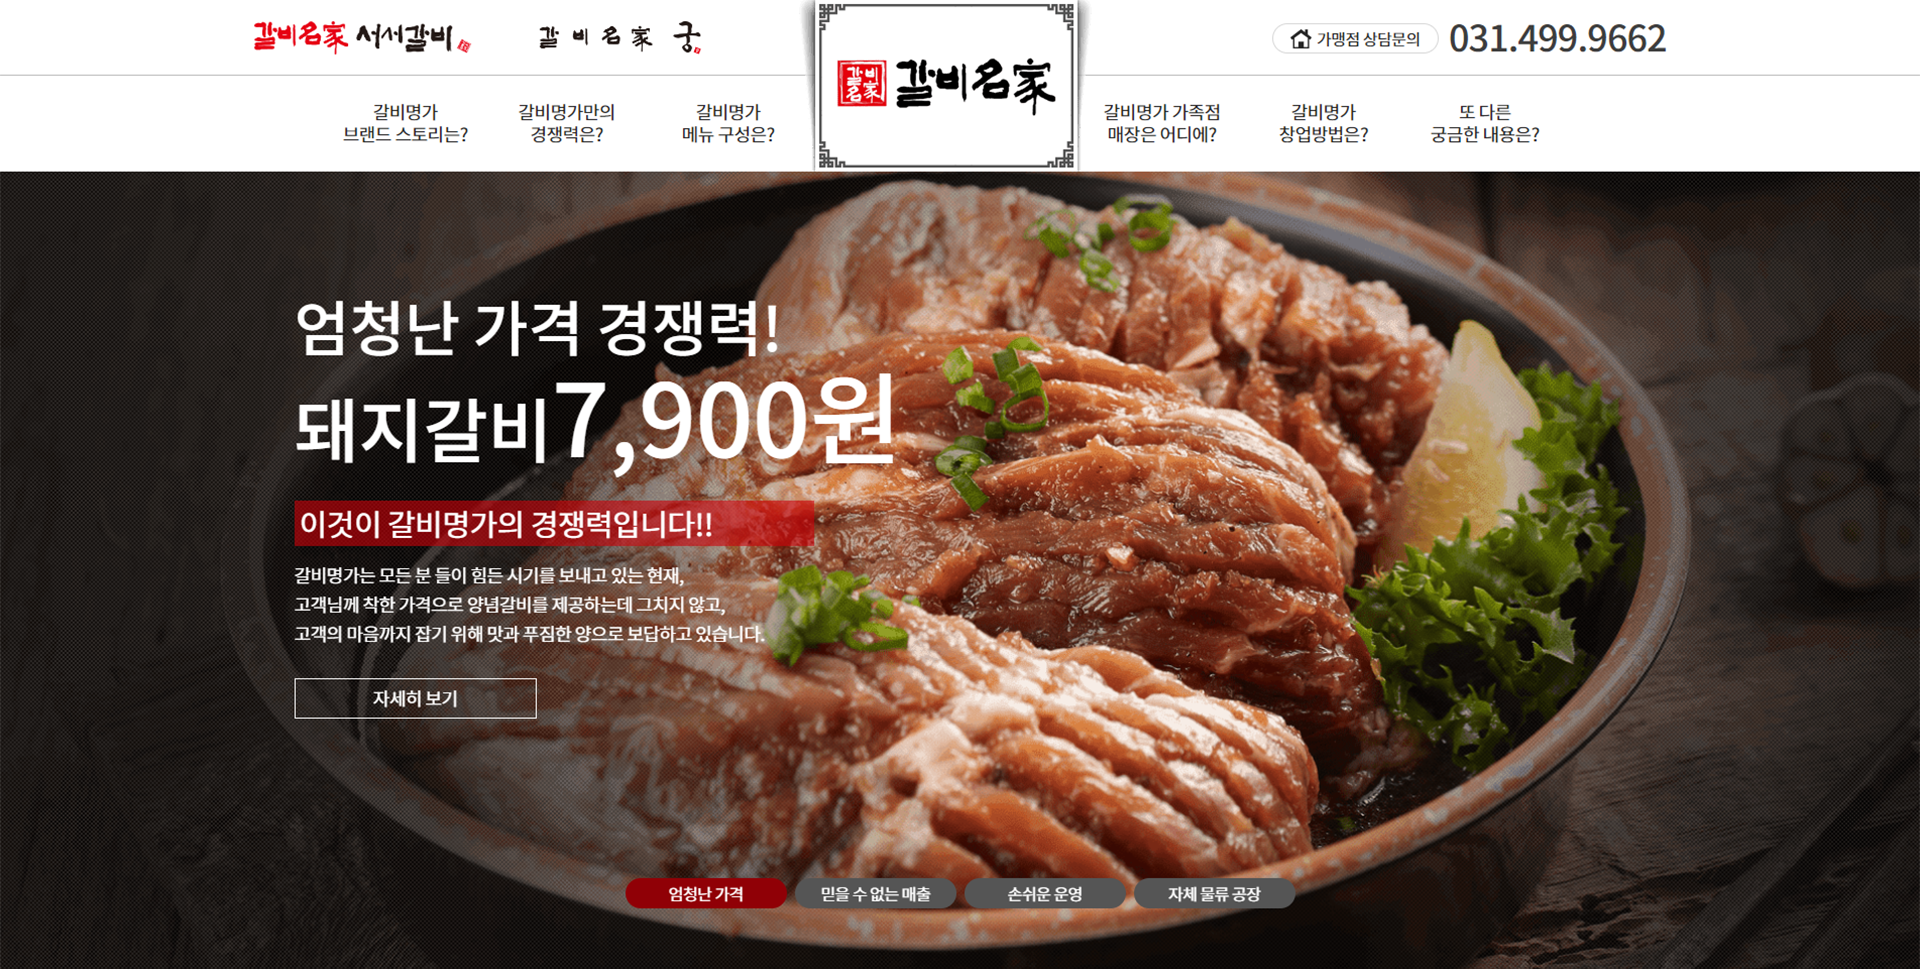 갈비名家 서서갈비
갈비名家 궁
갈비名家
갈비名家
가맹점 상담문의
031.499.9662
갈비명가
브랜드 스토리는?
갈비명가만의
경쟁력은?
갈비명가
메뉴 구성은?
갈비명가 가족점
매장은 어디에?
갈비명가
창업방법은?
또 다른
궁금한 내용은?
엄청난 가격 경쟁력!
돼지갈비7,900원
이것이 갈비명가의 경쟁력입니다!!
갈비명가는 모든 분 들이 힘든 시기를 보내고 있는 현재,
고객님께 착한 가격으로 양념갈비를 제공하는데 그치지 않고,
고객의 마음까지 잡기 위해 맛과 푸짐한 양으로 보답하고 있습니다.
자세히 보기
엄청난 가격
믿을 수 없는 매출
손쉬운 운영
자체 물류 공장